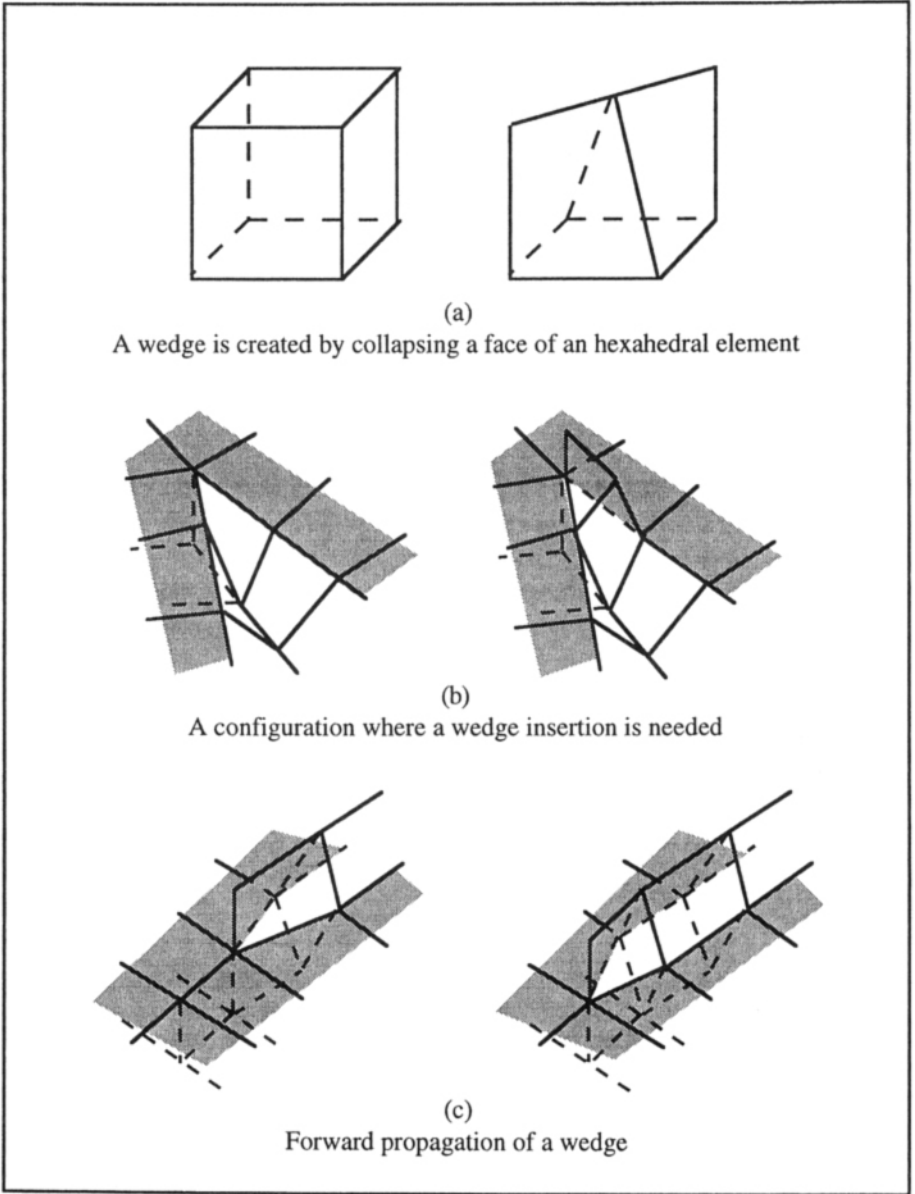 (a)
A wedge is created by collapsing a face of an hexahedral element
(b)
A configuration where a wedge insertion is needed
(c)
Forward propagation of a wedge